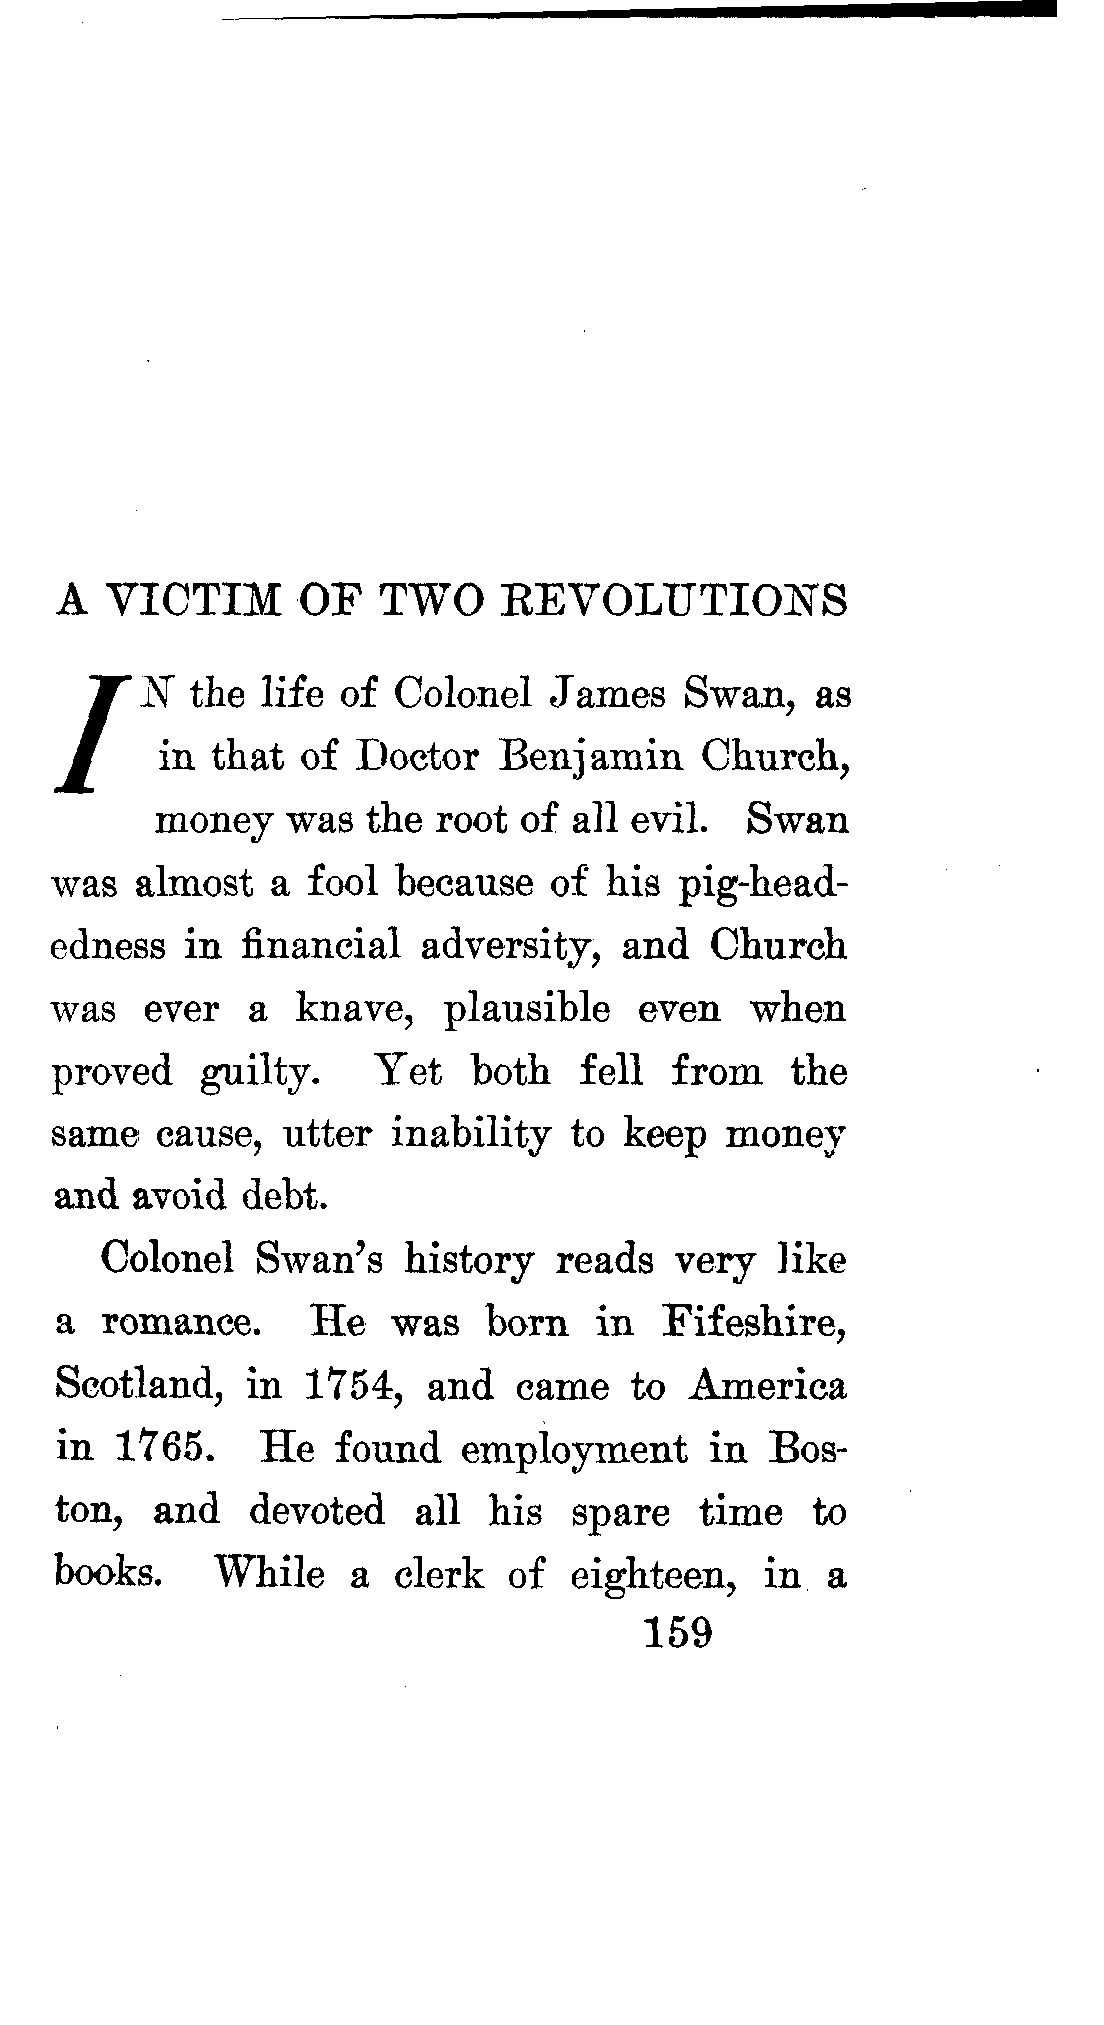 A VICTIM OF TWO REVOLUTIONS
IN the life of Colonel James Swan, as
in that of Doctor Benjamin Church,
money was the root of all evil. Swan
was almost a fool because of his pig-head-
edness in financial adversity, and Church
was ever a knave, plausible even when
proved guilty. Yet both fell from the
same cause, utter inability to keep money
and avoid debt.
Colonel Swan's history reads very like
a romance. He was born in Fifeshire,
Scotland, in 1754, and came to America
in 1765. He found employment in Bos-
ton, and devoted all his spare time to
books. While a clerk of eighteen, in a
159